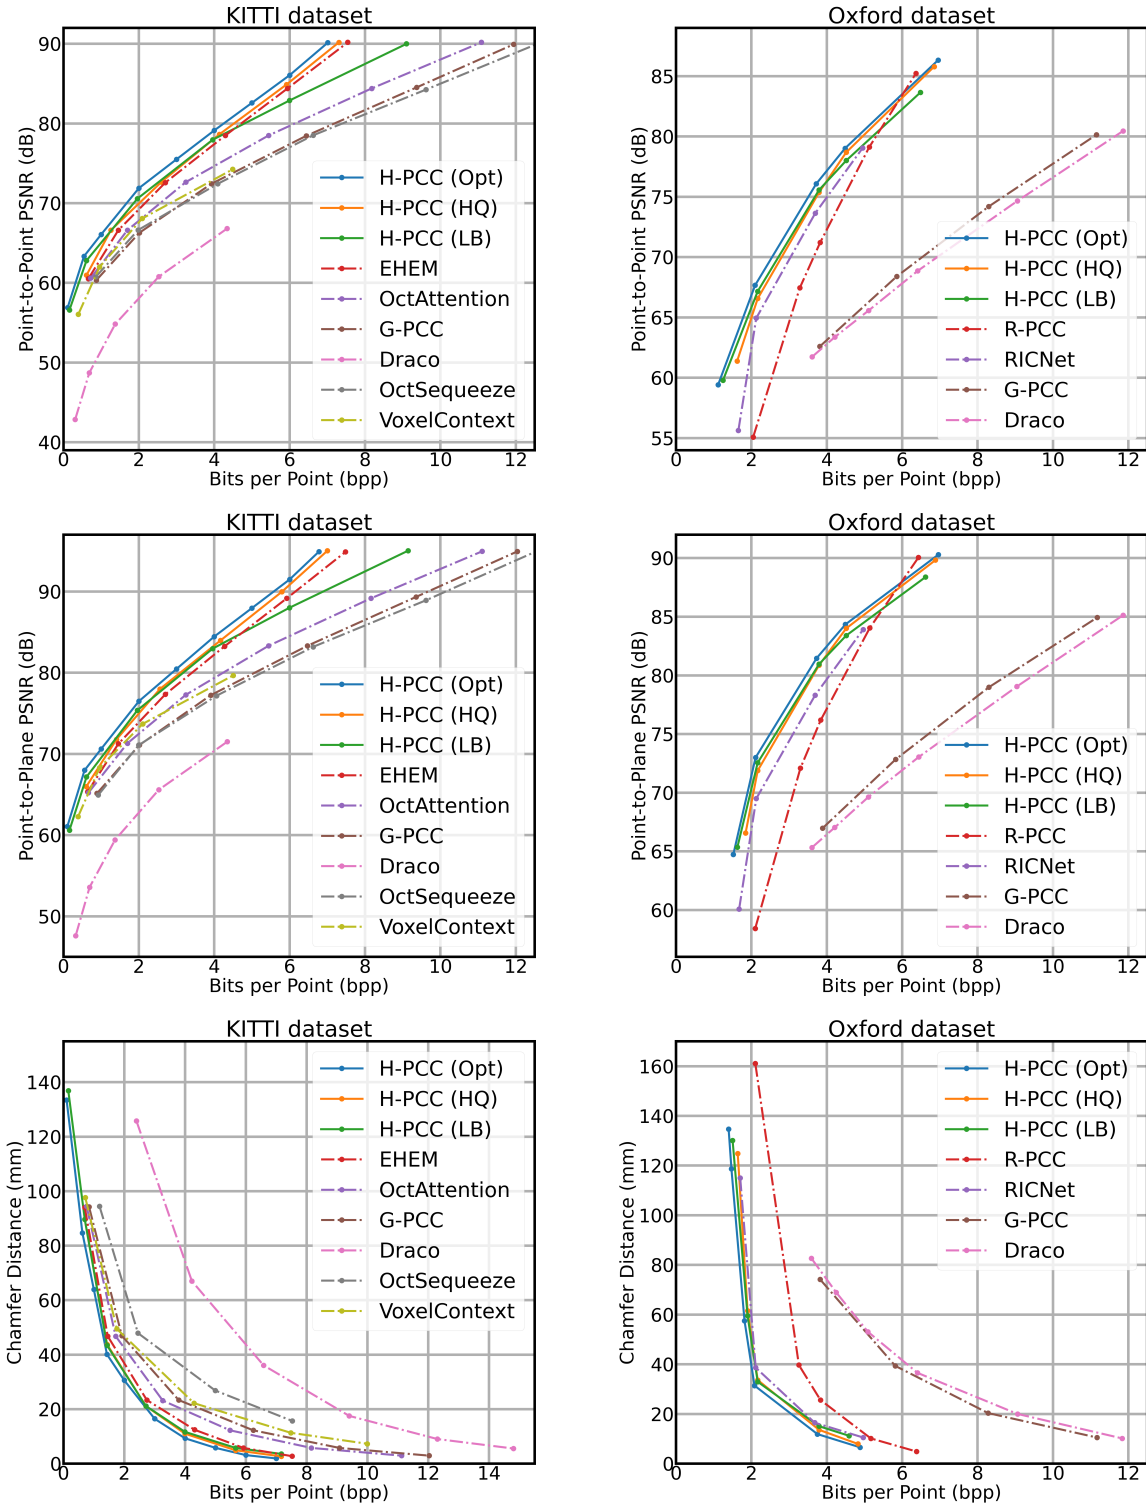 KITTI dataset
Point-to-Point PSNR (dB)
90
80
70
60
50
40
H-PCC (Opt)
H-PCC (HQ)
H-PCC (LB)
EHEM
OctAttention
G-PCC
Draco
OctSequeeze
VoxelContext
0 2 4 6 8 10 12
Bits per Point (bpp)
Oxford dataset
Point-to-Point PSNR (dB)
85
80
75
70
65
60
55
H-PCC (Opt)
H-PCC (HQ)
H-PCC (LB)
R-PCC
RICNet
G-PCC
Draco
0 2 4 6 8 10 12
Bits per Point (bpp)
KITTI dataset
Point-to-Plane PSNR (dB)
90
80
70
60
50
H-PCC (Opt)
H-PCC (HQ)
H-PCC (LB)
EHEM
OctAttention
G-PCC
Draco
OctSequeeze
VoxelContext
0 2 4 6 8 10 12
Bits per Point (bpp)
Oxford dataset
Point-to-Plane PSNR (dB)
90
85
80
75
70
65
60
H-PCC (Opt)
H-PCC (HQ)
H-PCC (LB)
R-PCC
RICNet
G-PCC
Draco
0 2 4 6 8 10 12
Bits per Point (bpp)
KITTI dataset
Chamfer Distance (mm)
140
120
100
80
60
40
20
0
H-PCC (Opt)
H-PCC (HQ)
H-PCC (LB)
EHEM
OctAttention
G-PCC
Draco
OctSequeeze
VoxelContext
0 2 4 6 8 10 12 14
Bits per Point (bpp)
Oxford dataset
Chamfer Distance (mm)
160
140
120
100
80
60
40
20
0
H-PCC (Opt)
H-PCC (HQ)
H-PCC (LB)
R-PCC
RICNet
G-PCC
Draco
0 2 4 6 8 10 12
Bits per Point (bpp)